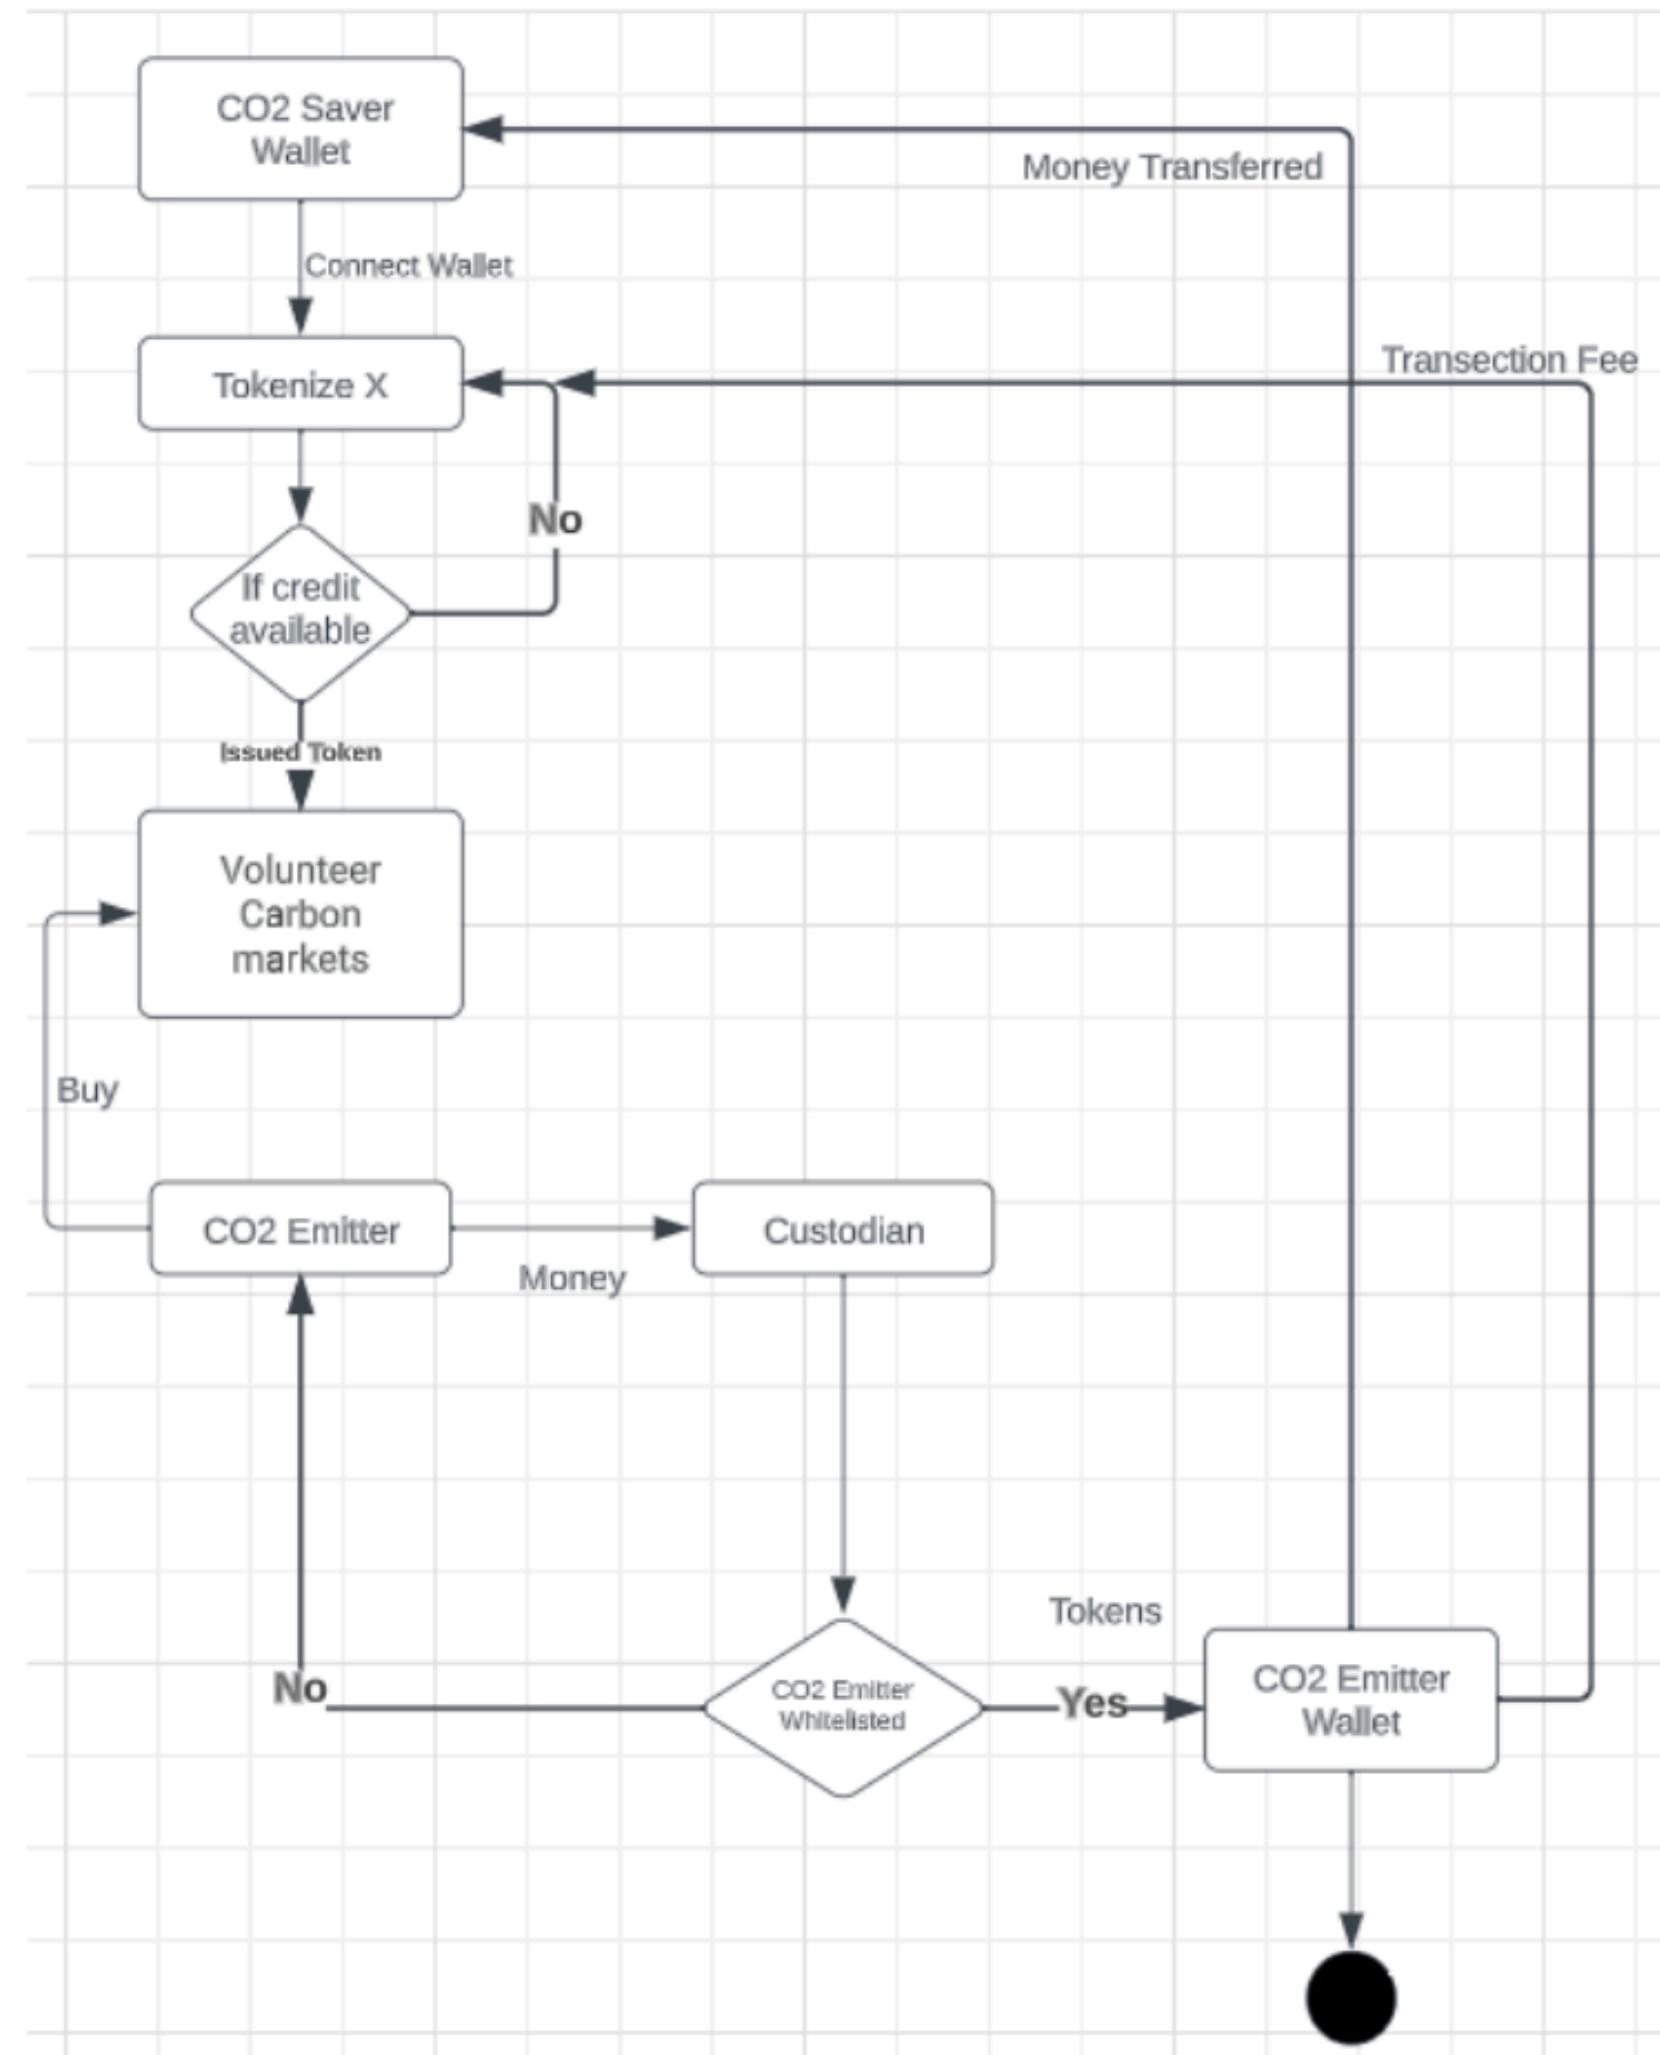 CO2 Saver
Wallet
Money Transferred
Connect Wallet
Transection Fee
Tokenize X
No
If credit
available
Issued Token
Volunteer
Carbon
markets
Buy
CO2 Emitter
Custodian
Money
Tokens
No
CO2 Emitter
Whitelisted
Yes
CO2 Emitter
Wallet